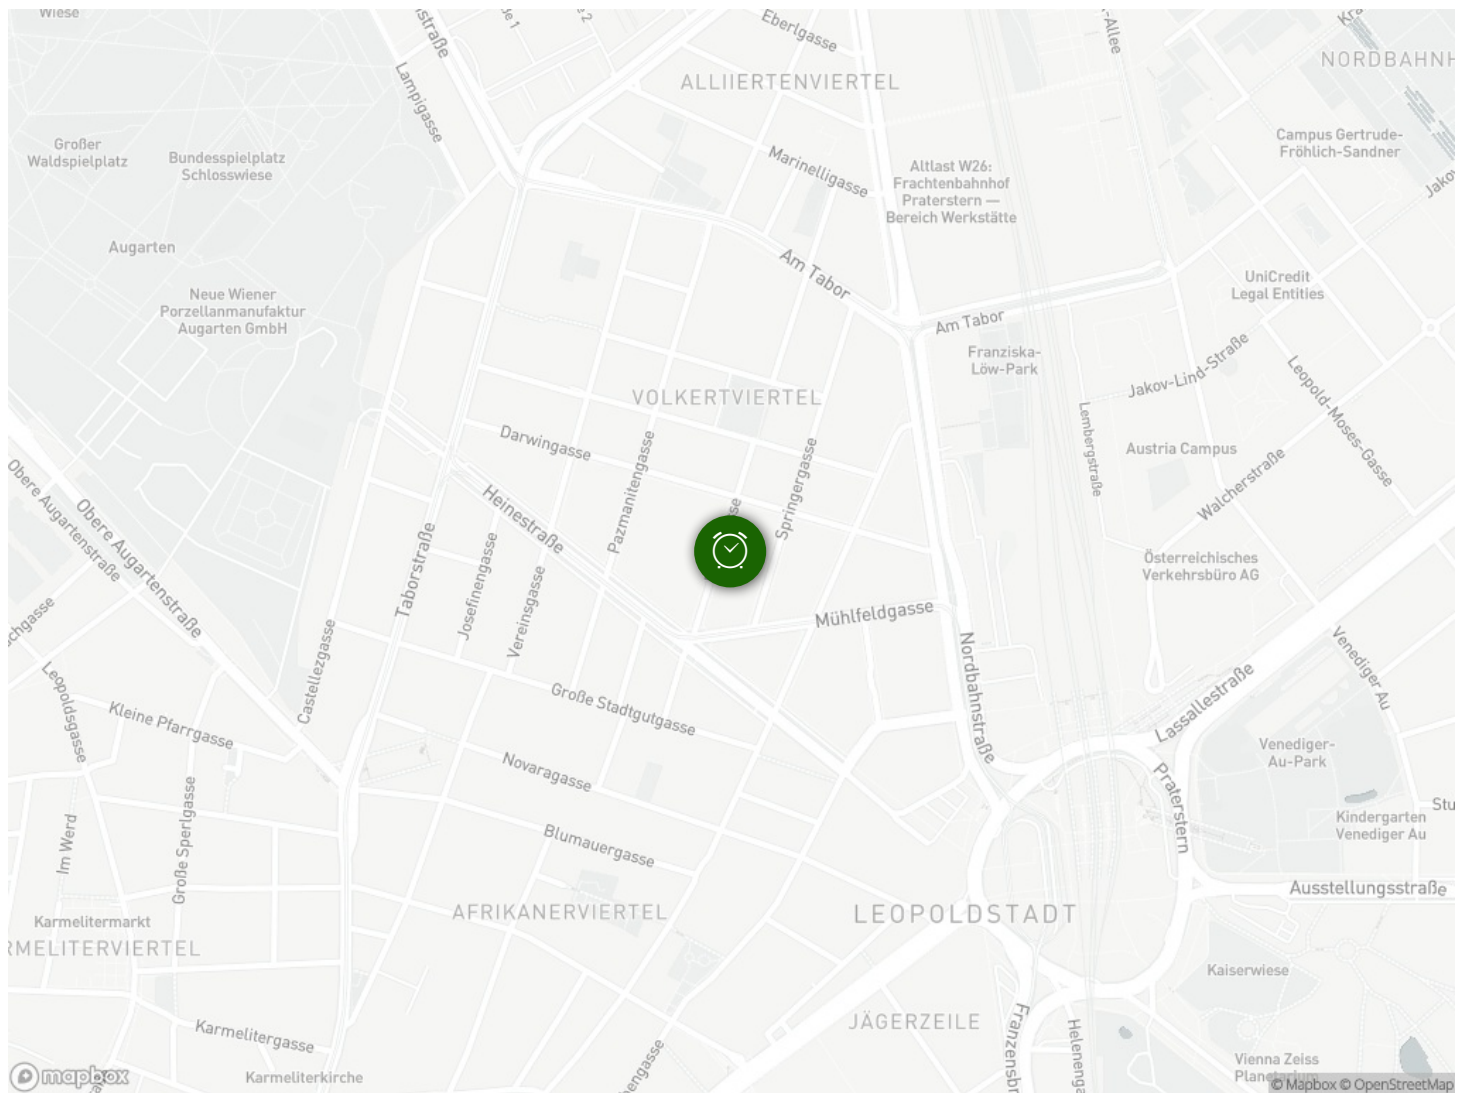 Wiese
Eberlgasse
ALLIIERTENVIERTEL
NORDBAHNH
Lampigasse
Großer
Waldspielplatz
Bundesspielplatz
Schlosswiese
Marinelligasse
Altlast W26:
Frachtenbahnhof
Praterstern —
Bereich Werkstätte
Campus Gertrude-
Fröhlich-Sandner
Augarten
Am Tabor
UniCredit
Legal Entities
Neue Wiener
Porzellanmanufaktur
Augarten GmbH
Am Tabor
Franziska-
Löw-Park
Jakov-Lind-Straße
Leopold-Moses-Gasse
VOLKERTVIERTEL
Darwingasse
Pazmanitengasse
Springergasse
Lembergstraße
Austria Campus
Walcherstraße
Obere Augartenstraße
Obere Augartenstraße
Heinestraße
Taborstraße
Josefinengasse
Vereinsgasse
Österreichisches
Verkehrsbüro AG
Mühlfeldgasse
Nordbahnstraße
Venediger Au
Lassallestraße
Castellezgasse
Leopoldsgasse
Kleine Pfarrgasse
Große Stadtgutgasse
Novaragasse
Venediger-
Au-Park
Praterstern
Kindergarten
Venediger Au
Stu
Im Werd
Große Sperlgasse
Blumauergasse
Ausstellungsstraße
Karmelitermarkt
RMELITERVIERTEL
AFRIKANERVIERTEL
LEOPOLDSTADT
Kaiserwiese
JÄGERZEILE
Franzensbr
Helenenga
Karmelitergasse
Karmeliterkirche
Vienna Zeiss
Planetarium
mapbox
© Mapbox © OpenStreetMap